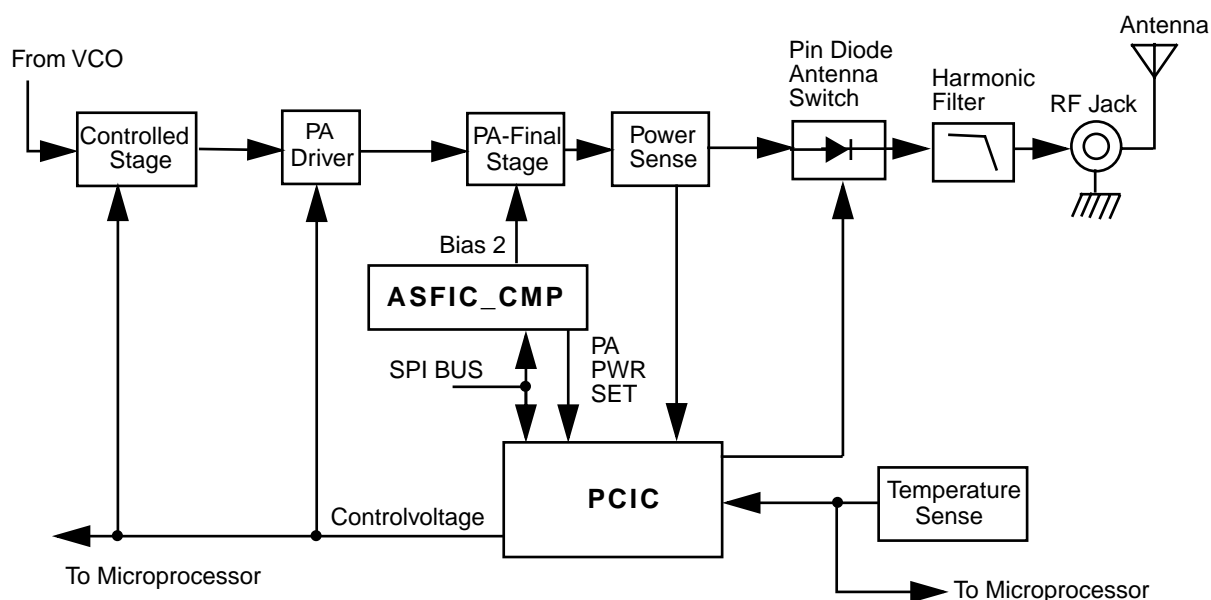 Antenna
From VCO
Pin Diode
Antenna
Switch
Harmonic
Filter
RF Jack
Controlled
Stage
PA
Driver
PA-Final
Stage
Power
Sense
Bias 2
ASFIC_CMP
SPI BUS
PA
PWR
SET
PCIC
Temperature
Sense
Controlvoltage
To Microprocessor
To Microprocessor